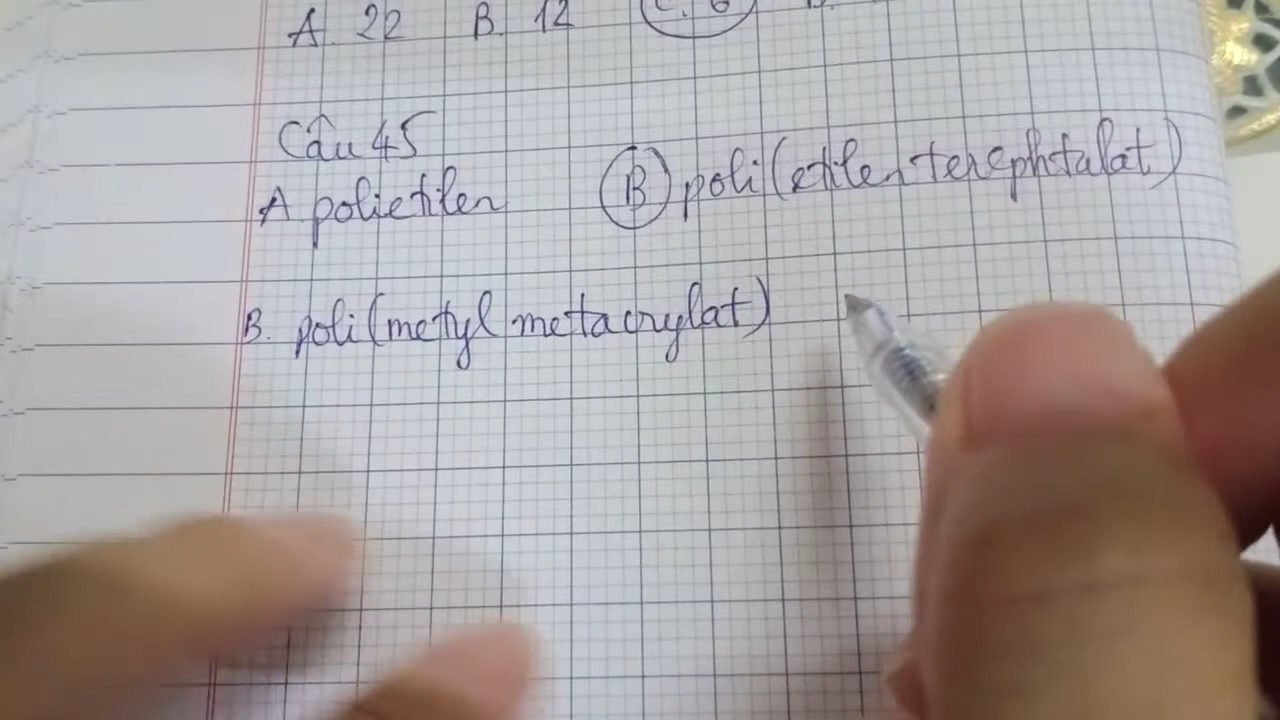 A. 22 B. 12 C. 6
Câu 45
A polietilen B poli(etilen terephtalat)
B. poli(metyl metacrylat)